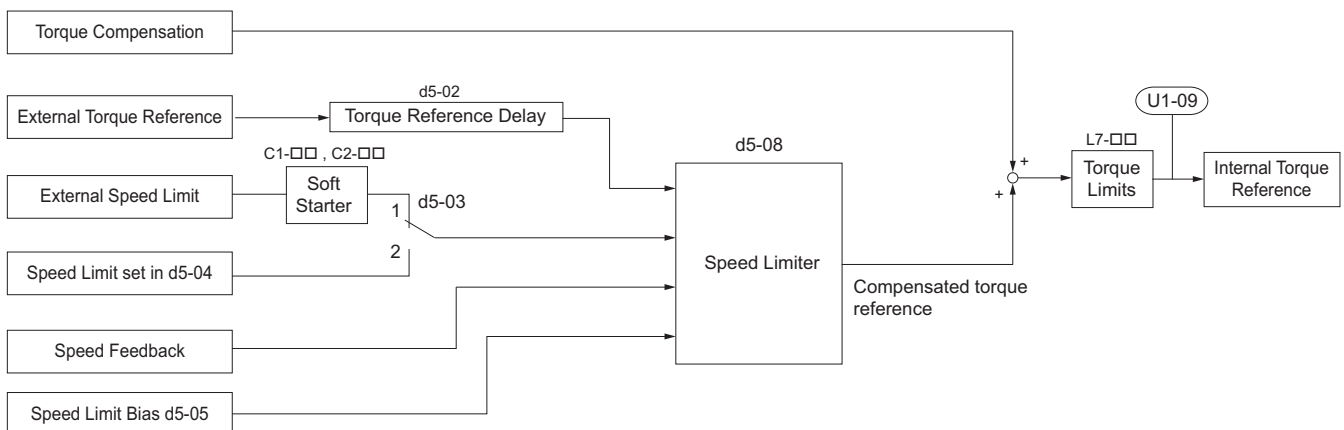 Torque Compensation
External Torque Reference
d5-02
Torque Reference Delay
C1-□□ , C2-□□
External Speed Limit
Soft
Starter
1
d5-03
2
Speed Limit set in d5-04
Speed Feedback
Speed Limit Bias d5-05
d5-08
Speed Limiter
Compensated torque
reference
+
+
L7-□□
Torque
Limits
U1-09
Internal Torque
Reference